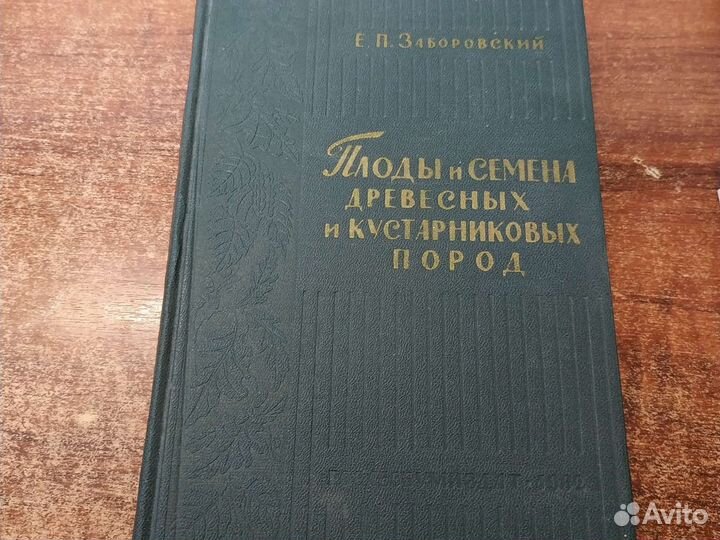 Е. П. ЗАБОРОВСКИЙ
ПЛОДЫ И СЕМЕНА
ДРЕВЕСНЫХ
И КУСТАРНИКОВЫХ
ПОРОД
Avito